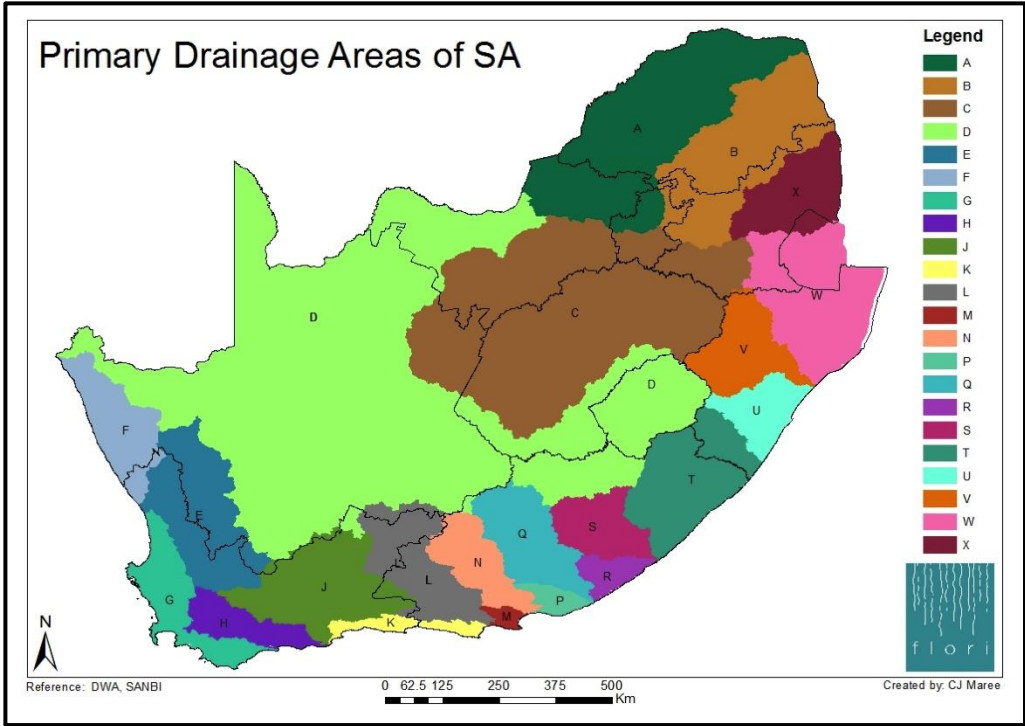 Primary Drainage Areas of SA
Legend
A
B
C
D
E
F
G
H
J
K
L
M
N
P
Q
R
S
T
U
V
W
X
A
B
X
D
C
W
V
D
U
F
T
E
Q
S
N
J
L
R
G
P
H
K
M
N
flori
Reference: DWA, SANBI
0 62.5 125 250 375 500
Km
Created by: CJ Maree